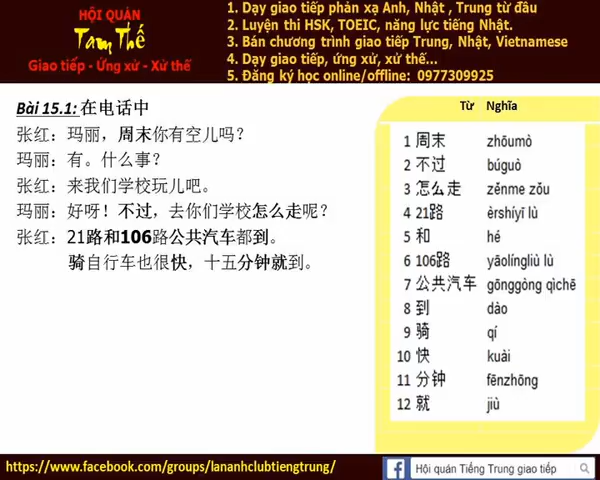 HỘI QUÁN
Tam Thế
Giao tiếp - Ứng xử - Xử thế
1. Dạy giao tiếp phản xạ Anh, Nhật , Trung từ đầu
2. Luyện thi HSK, TOEIC, năng lực tiếng Nhật.
3. Bán chương trình giao tiếp Trung, Nhật, Vietnamese
4. Dạy giao tiếp, ứng xử, xử thế...
5. Đăng ký học online/offline: 0977309925
Bài 15.1: 在电话中
张红：玛丽，周末你有空儿吗？
玛丽：有。什么事？
张红：来我们学校玩儿吧。
玛丽：好呀！不过，去你们学校怎么走呢？
张红：21路和106路公共汽车都到。
骑自行车也很快，十五分钟就到。
Từ Nghĩa
1 周末 zhōumò
2 不过 búguò
3 怎么走 zěnme zǒu
4 21路 èrshíyī lù
5 和 hé
6 106路 yāolíngliù lù
7 公共汽车 gōnggòng qìchē
8 到 dào
9 骑 qí
10 快 kuài
11 分钟 fēnzhōng
12 就 jiù
https://www.facebook.com/groups/lananhclubtiengtrung/
f Hội quán Tiếng Trung giao tiếp